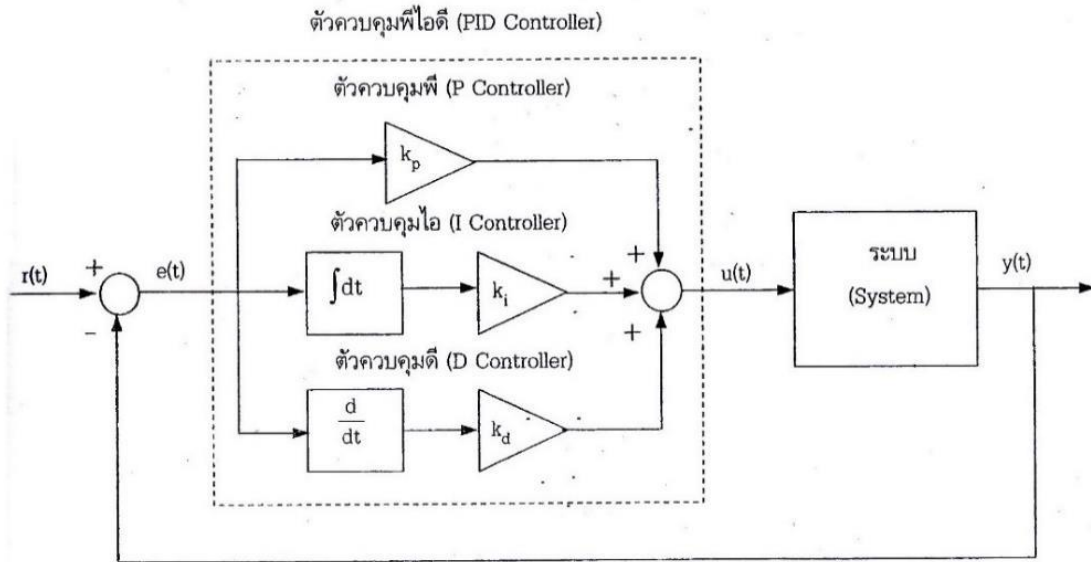 ตัวควบคุมพีไอดี (PID Controller)
ตัวควบคุมพี (P Controller)
k_p
ตัวควบคุมไอ (I Controller)
r(t)
+
-
e(t)
∫dt
k_i
+
+
+
u(t)
ระบบ
(System)
y(t)
ตัวควบคุมดี (D Controller)
d
dt
k_d